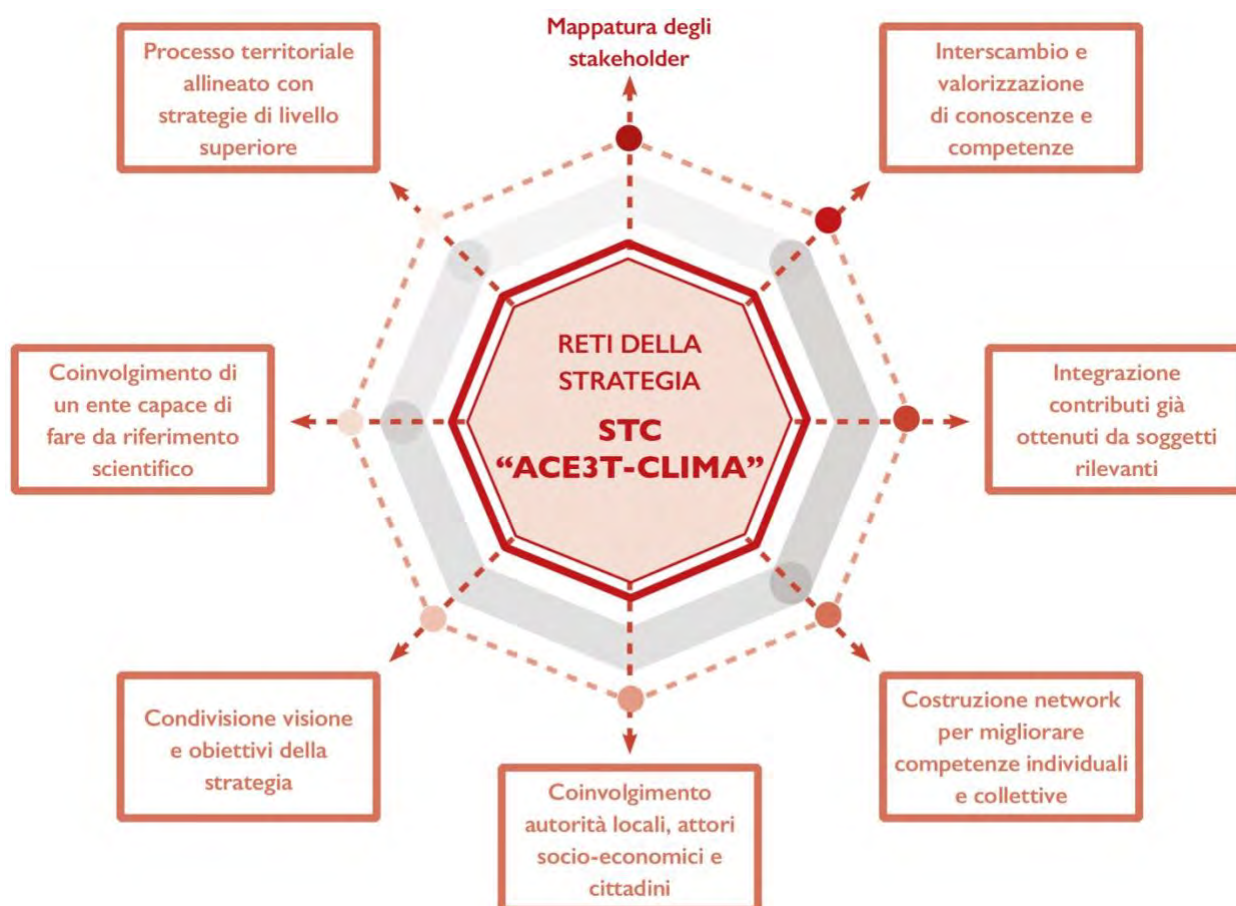 Mappatura degli
stakeholder
Processo territoriale
allineato con
strategie di livello
superiore
Interscambio e
valorizzazione
di conoscenze e
competenze
RETI DELLA
STRATEGIA
STC
“ACE3T-CLIMA”
Coinvolgimento di
un ente capace di
fare da riferimento
scientifico
Integrazione
contributi già
ottenuti da soggetti
rilevanti
Condivisione visione
e obiettivi della
strategia
Costruzione network
per migliorare
competenze individuali
e collettive
Coinvolgimento
autorità locali, attori
socio-economici e
cittadini